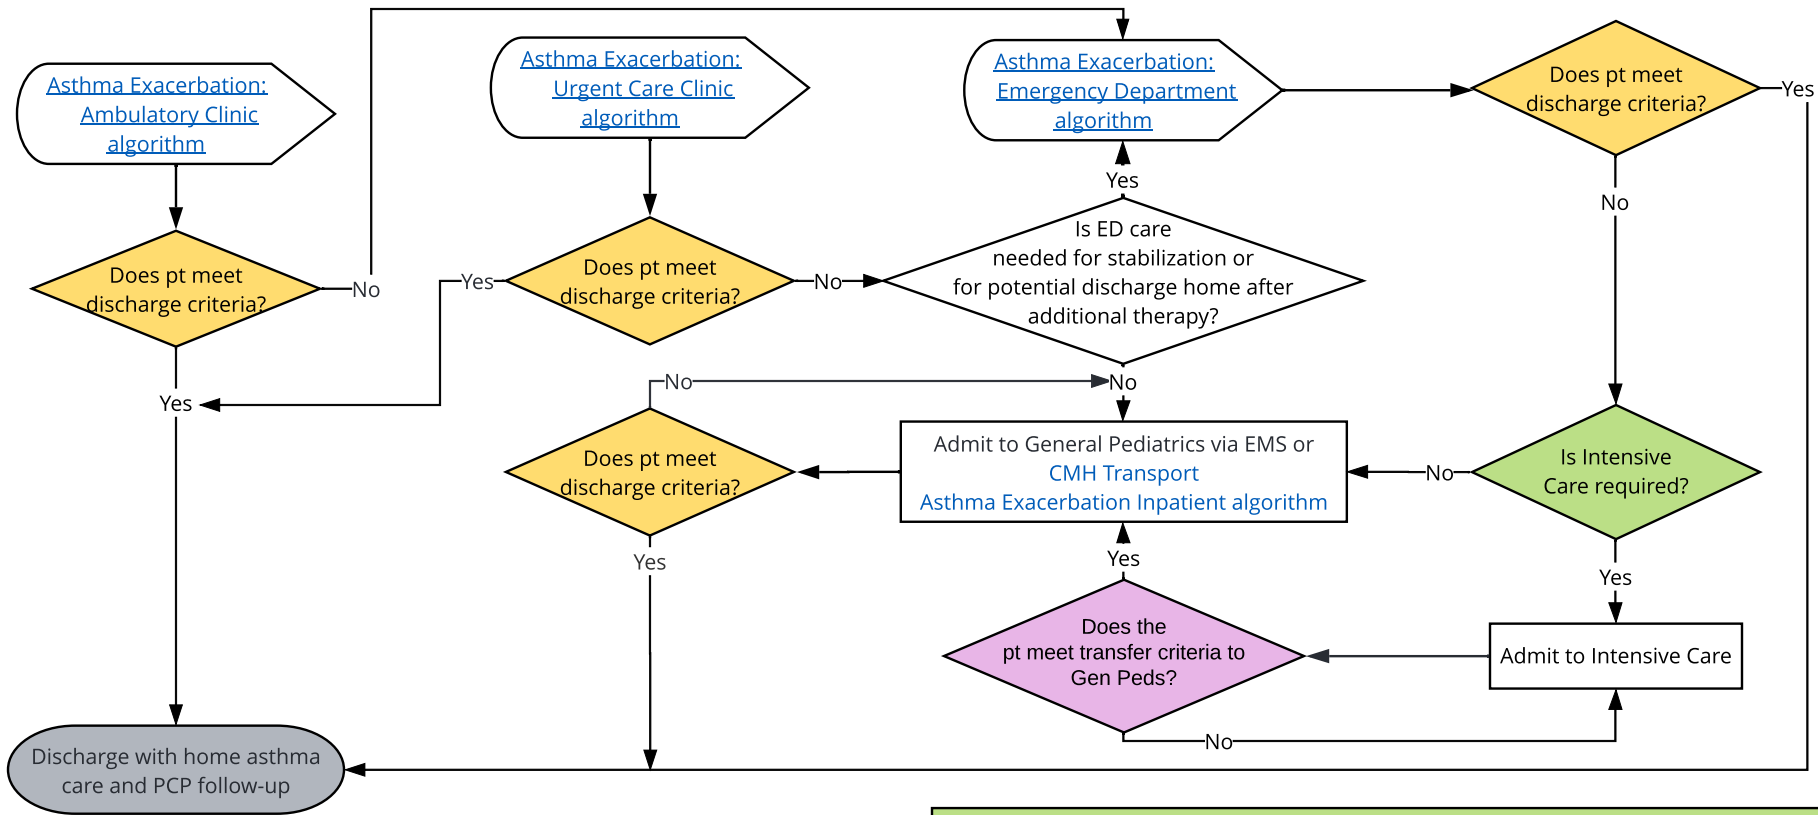 Asthma Exacerbation:
Ambulatory Clinic
algorithm
Asthma Exacerbation:
Urgent Care Clinic
algorithm
Asthma Exacerbation:
Emergency Department
algorithm
Does pt meet
discharge criteria?
Yes
No
Yes
Is ED care
needed for stabilization or
for potential discharge home after
additional therapy?
Does pt meet
discharge criteria?
No
Yes
Does pt meet
discharge criteria?
No
Yes
No
No
Does pt meet
discharge criteria?
Yes
Admit to General Pediatrics via EMS or
CMH Transport
Asthma Exacerbation Inpatient algorithm
No
Is Intensive
Care required?
Yes
Yes
Does the
pt meet transfer criteria to
Gen Peds?
No
Admit to Intensive Care
Discharge with home asthma
care and PCP follow-up